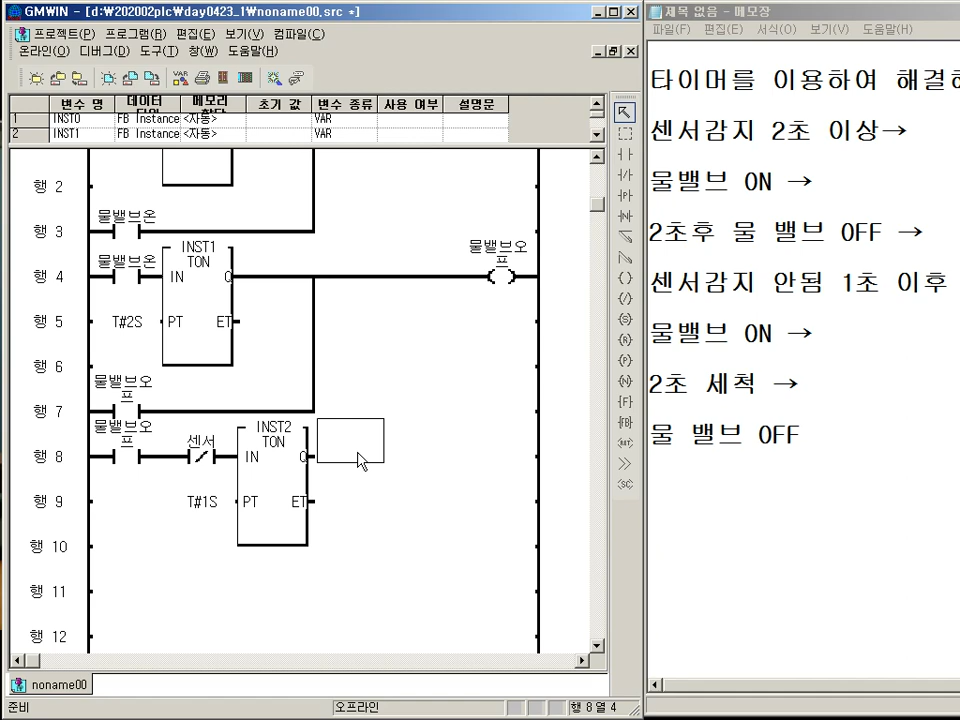 GMWIN - [d:\202002plc\day0423_1\noname00.src *]
프로젝트(P) 프로그램(R) 편집(E) 보기(V) 컴파일(C)
온라인(O) 디버그(D) 도구(T) 창(W) 도움말(H)
변수 명 데이터 타입 메모리 할당 초기 값 변수 종류 사용 여부 설명문
1 INST0 FB Instance <자동> VAR
2 INST1 FB Instance <자동> VAR
행 2
물밸브온
행 3
물밸브온 INST1 TON 물밸브오프
행 4 IN Q
행 5 T#2S PT ET
행 6
물밸브오프
행 7
물밸브오프 센서 INST2 TON
행 8 IN Q
행 9 T#1S PT ET
행 10
행 11
행 12
noname00
준비 오프라인 행 8 열 4
제목 없음 - 메모장
파일(F) 편집(E) 서식(O) 보기(V) 도움말(H)
타이머를 이용하여
센서감지 2초 이상→
물밸브 ON →
2초후 물 밸브 OFF →
센서감지 안됨 1초 이후
물밸브 ON →
2초 세척 →
물 밸브 OFF